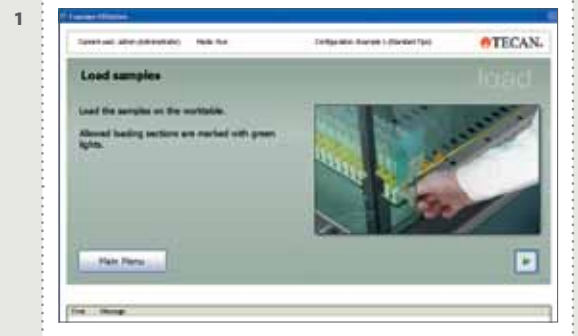 1
Current user: admin (Administrator) Mode: Run
TECAN.
Load samples
load
Load the samples on the worktable.
Allowed loading sections are marked with green
lights.
Main Menu
Time Message